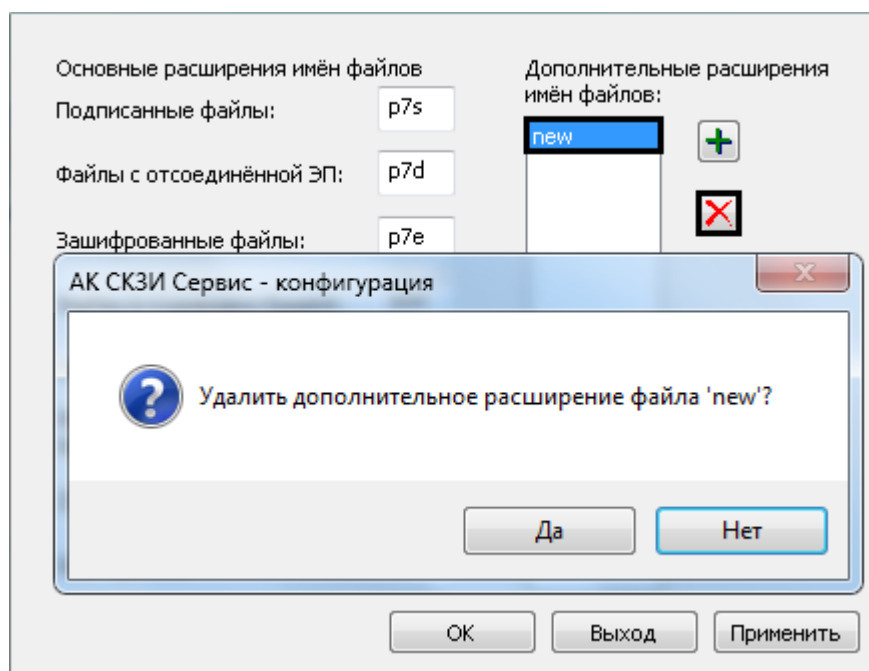 Основные расширения имён файлов
Подписанные файлы: p7s
Файлы с отсоединённой ЭП: p7d
Зашифрованные файлы: p7e
Дополнительные расширения
имён файлов:
new
АК СКЗИ Сервис - конфигурация
Удалить дополнительное расширение файла 'new'?
Да
Нет
OK
Выход
Применить